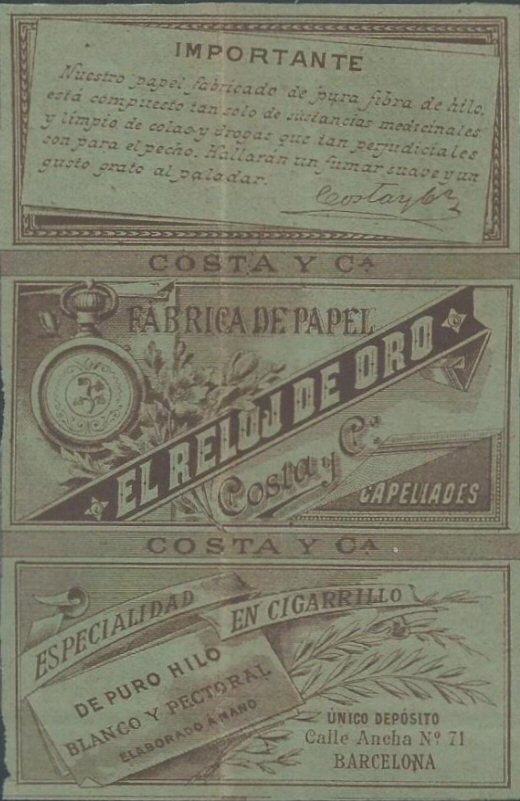 IMPORTANTE
Nuestro papel fabricado de pura fibra de hilo,
está compuesto tan solo de sustancias medicinales
y limpio de colas y drogas que tan perjudiciales
son para el pecho. Hallarán un fumar suave y un
gusto grato al paladar.
Costa y Cª
COSTA Y CA
FÁBRICA DE PAPEL
EL RELOJ DE ORO
Costa y Cª
CAPELLADES
COSTA Y CA
ESPECIALIDAD EN CIGARRILLO
DE PURO HILO
BLANCO Y PECTORAL
ELABORADO Á MANO
ÚNICO DEPÓSITO
Calle Ancha Nº 71
BARCELONA